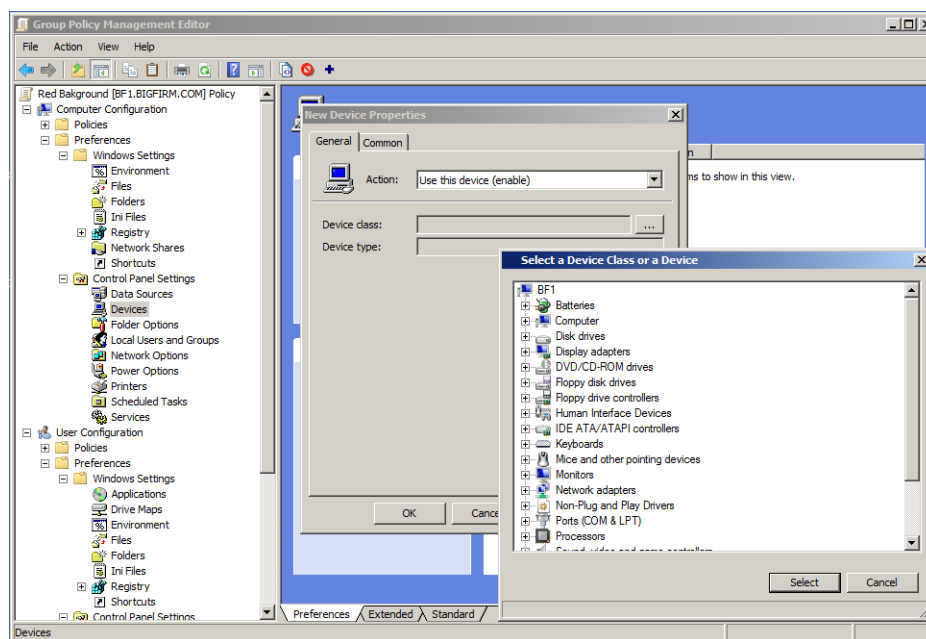 Group Policy Management Editor
File Action View Help
Red Bakground [BF1.BIGFIRM.COM] Policy
Computer Configuration
Policies
Preferences
Windows Settings
Environment
Files
Folders
Ini Files
Registry
Network Shares
Shortcuts
Control Panel Settings
Data Sources
Devices
Folder Options
Local Users and Groups
Network Options
Power Options
Printers
Scheduled Tasks
Services
User Configuration
Policies
Preferences
Windows Settings
Applications
Drive Maps
Environment
Files
Folders
Ini Files
Registry
Shortcuts
Control Panel Settings
New Device Properties
General Common
Action: Use this device (enable)
Device class: ...
Device type:
OK Cance
n
ms to show in this view.
Select a Device Class or a Device
BF1
Batteries
Computer
Disk drives
Display adapters
DVD/CD-ROM drives
Floppy disk drives
Floppy drive controllers
Human Interface Devices
IDE ATA/ATAPI controllers
Keyboards
Mice and other pointing devices
Monitors
Network adapters
Non-Plug and Play Drivers
Ports (COM & LPT)
Processors
Sound, video and game controllers
Select Cancel
Preferences Extended Standard
Devices